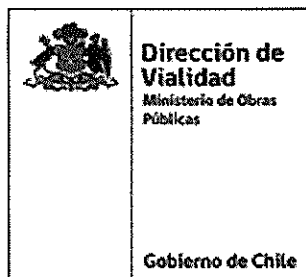 Dirección de
Vialidad
Ministerio de Obras
Públicas
Gobierno de Chile